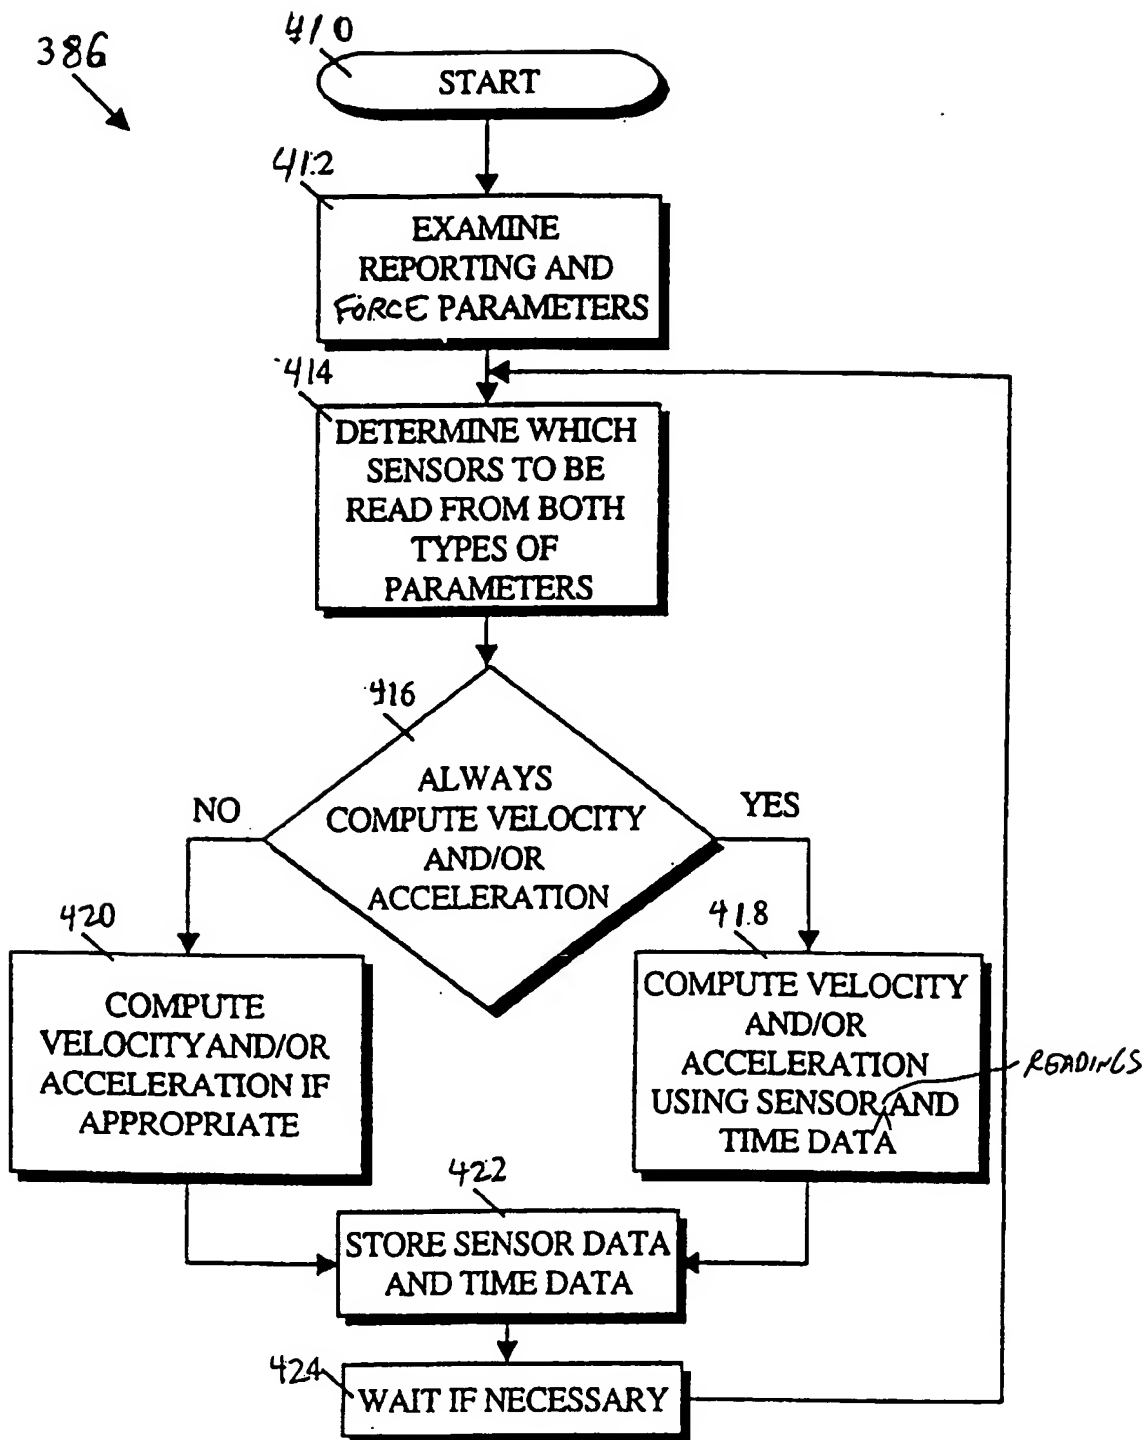 386
410
START
412
EXAMINE
REPORTING AND
FORCE PARAMETERS
414
DETERMINE WHICH
SENSORS TO BE
READ FROM BOTH
TYPES OF
PARAMETERS
416
ALWAYS
COMPUTE VELOCITY
AND/OR
ACCELERATION
NO
YES
420
COMPUTE
VELOCITY AND/OR
ACCELERATION IF
APPROPRIATE
418
COMPUTE VELOCITY
AND/OR
ACCELERATION
USING SENSOR AND
TIME DATA
READINGS
422
STORE SENSOR DATA
AND TIME DATA
424
WAIT IF NECESSARY